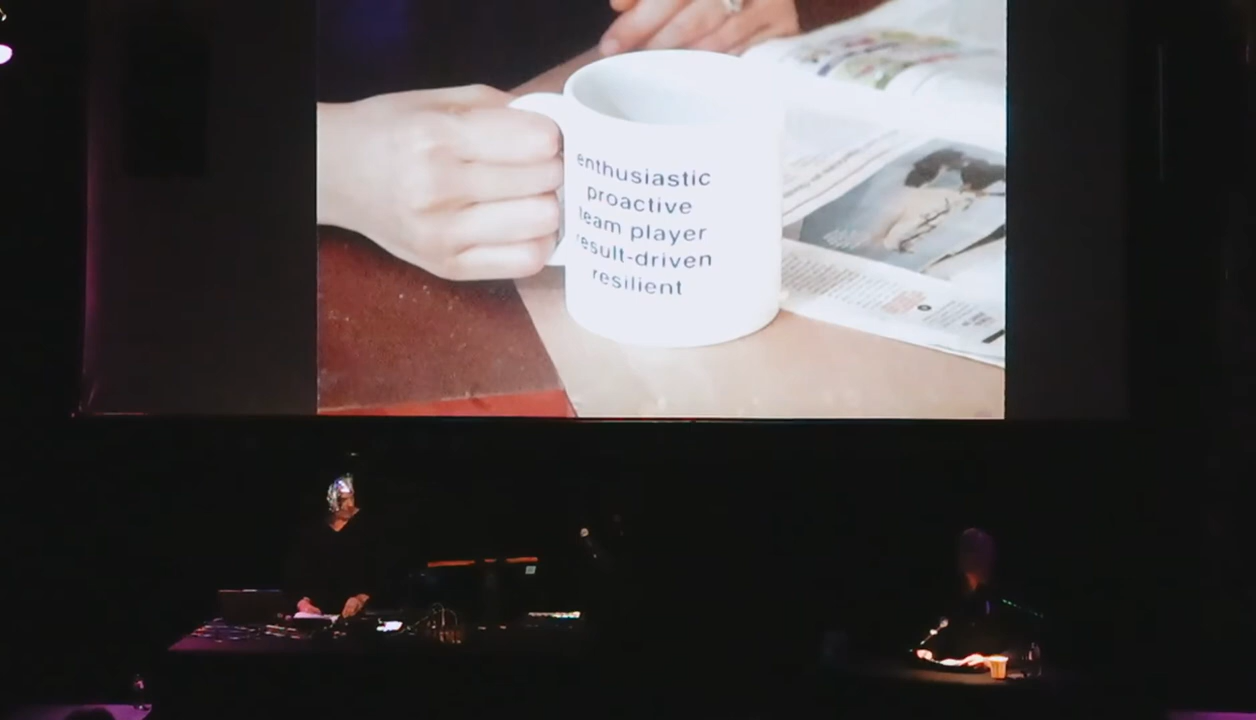 enthusiastic
proactive
team player
result-driven
resilient